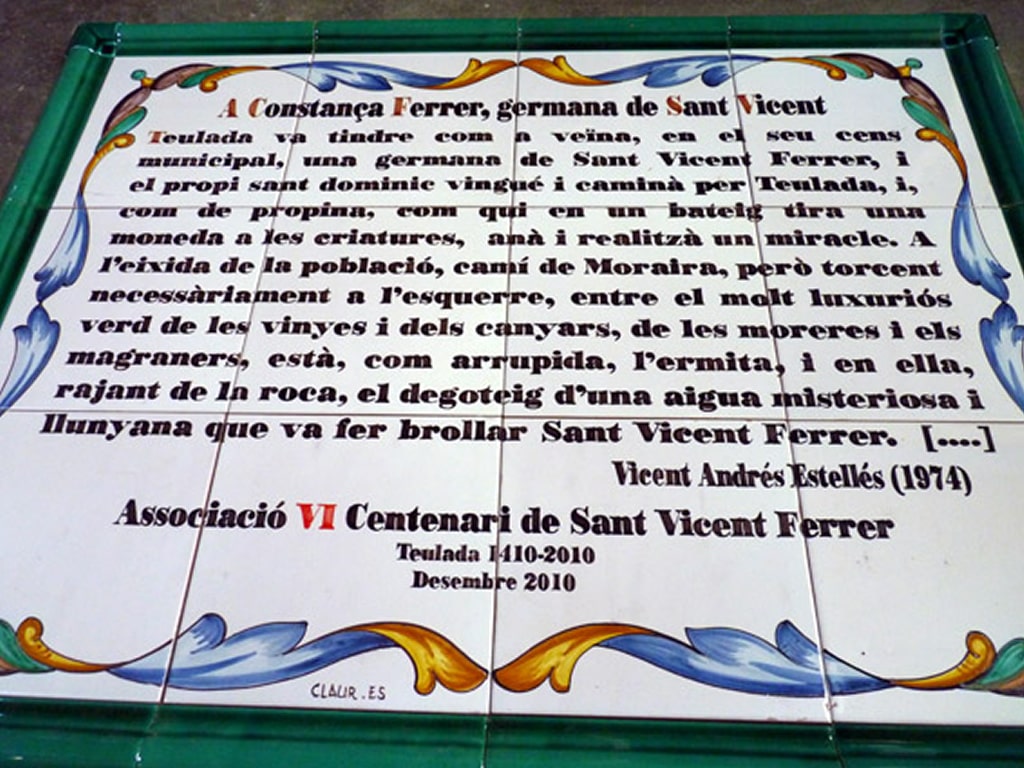 A Constança Ferrer, germana de Sant Vicent
Teulada va tindre com a veïna, en el seu cens
municipal, una germana de Sant Vicent Ferrer, i
el propi sant dominic vingué i caminà per Teulada, i,
com de propina, com qui en un bateig tira una
moneda a les criatures, anà i realitzà un miracle. A
l'eixida de la població, camí de Moraira, però torcent
necessàriament a l'esquerre, entre el molt luxuriós
verd de les vinyes i dels canyars, de les moreres i els
magraners, està, com arrupida, l'ermita, i en ella,
rajant de la roca, el degoteig d'una aigua misteriosa i
llunyana que va fer brollar Sant Vicent Ferrer. [....]
Vicent Andrés Estellés (1974)
Associació VI Centenari de Sant Vicent Ferrer
Teulada 1410-2010
Desembre 2010
CLAUR.ES